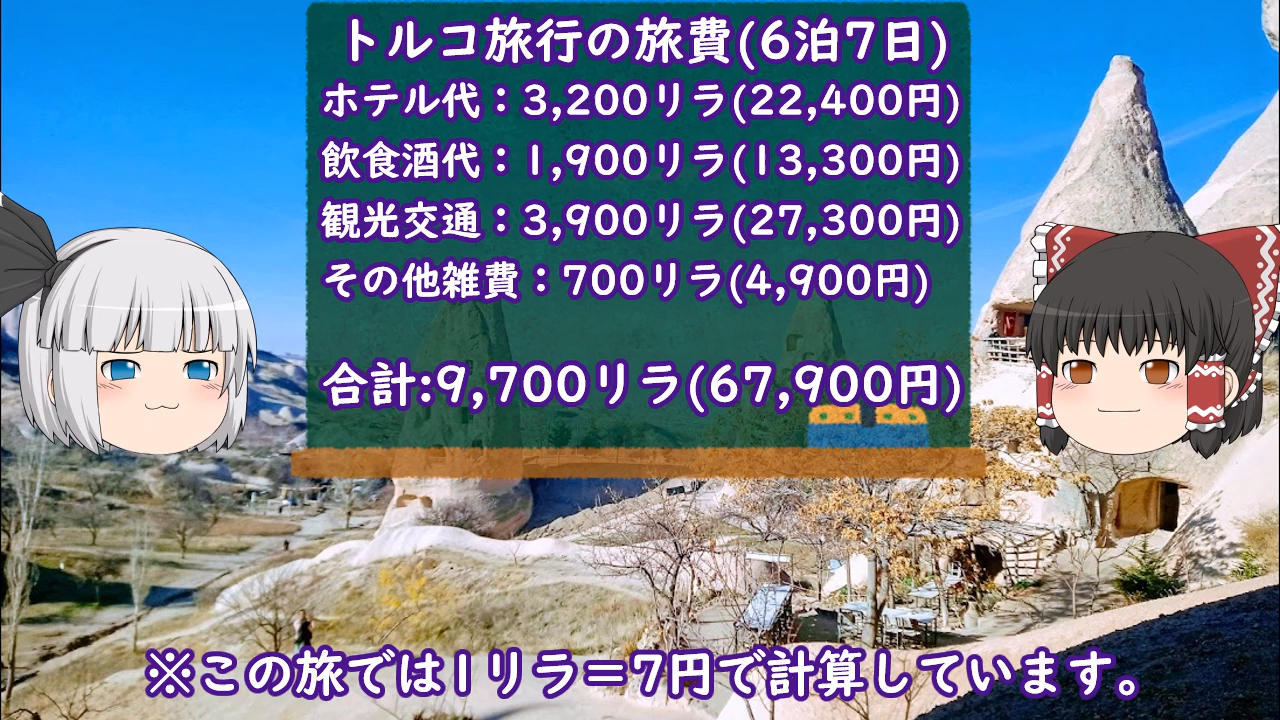 トルコ旅行の旅費(6泊7日)
ホテル代：3,200リラ(22,400円)
飲食酒代：1,900リラ(13,300円)
観光交通：3,900リラ(27,300円)
その他雑費：700リラ(4,900円)
合計:9,700リラ(67,900円)
※この旅では1リラ＝7円で計算しています。